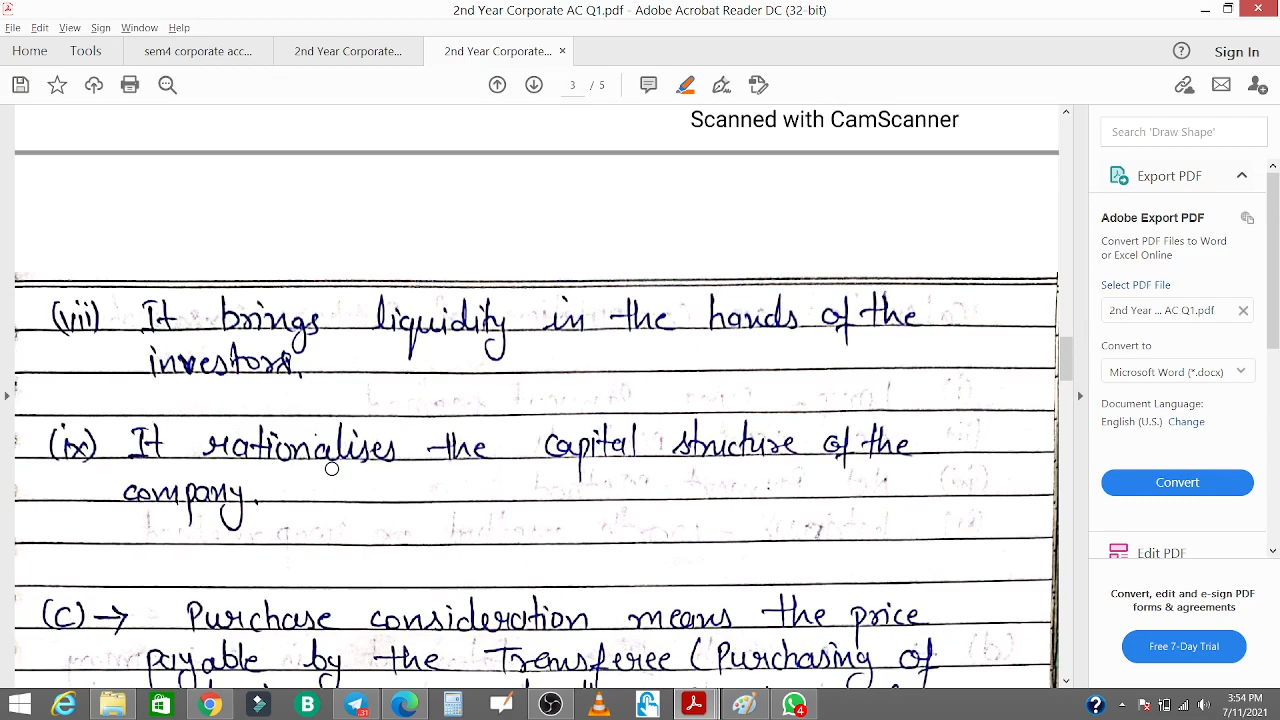 2nd Year Corporate AC Q1.pdf - Adobe Acrobat Reader DC (32-bit)
File Edit View Sign Window Help
Home Tools sem4 corporate acc... 2nd Year Corporate... 2nd Year Corporate... × Sign In
3 / 5
Scanned with CamScanner
Search 'Draw Shape'
Export PDF
Adobe Export PDF
Convert PDF Files to Word
or Excel Online
Select PDF File
2nd Year ... AC Q1.pdf
Convert to
Microsoft Word (*.docx)
Document Language:
English (U.S.) Change
Convert
Edit PDF
Convert, edit and e-sign PDF
forms & agreements
Free 7-Day Trial
(vii) It brings liquidity in the hands of the
investors.
(ix) It rationalises the capital structure of the
company.
(C) → Purchase consideration means the price
payable by the Transferee (Purchasing of
3:54 PM
7/11/2021